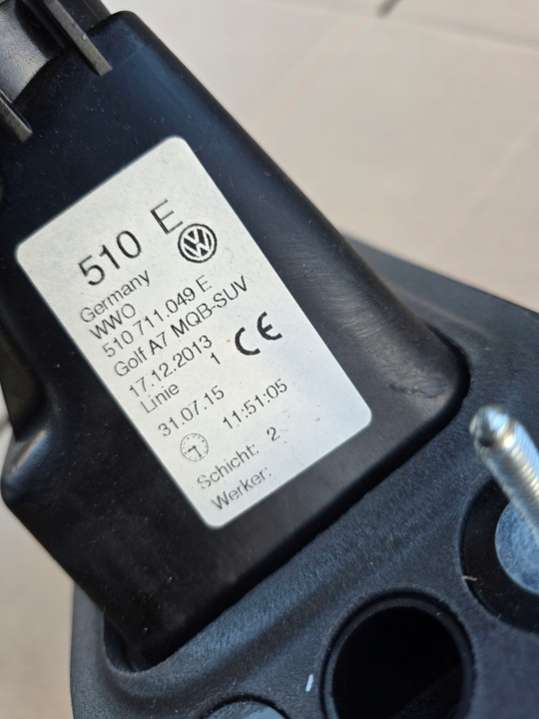 510 E
Germany
WWO
510.711.049 E
Golf A7 MQB-SUV
17.12.2013
Linie 1 CE
31.07.15
11:51:05
Schicht: 2
Werker: